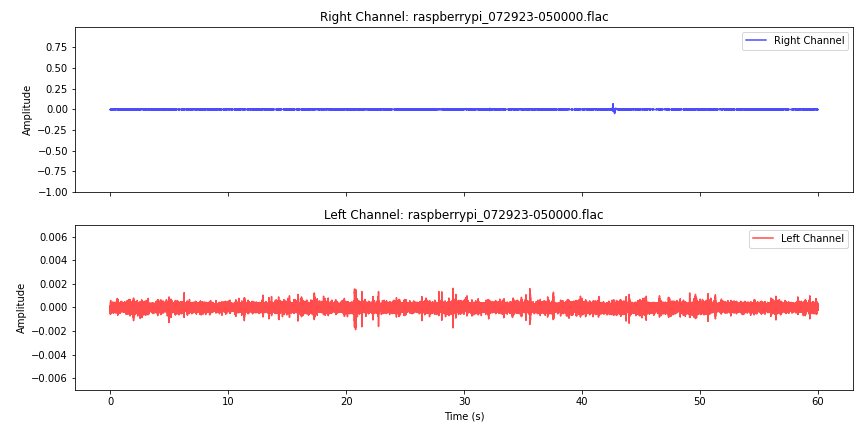 Right Channel: raspberrypi_072923-050000.flac
Right Channel
0.75
0.50
0.25
0.00
−0.25
−0.50
−0.75
−1.00
Amplitude
Left Channel: raspberrypi_072923-050000.flac
Left Channel
0.006
0.004
0.002
0.000
−0.002
−0.004
−0.006
Amplitude
0 10 20 30 40 50 60
Time (s)